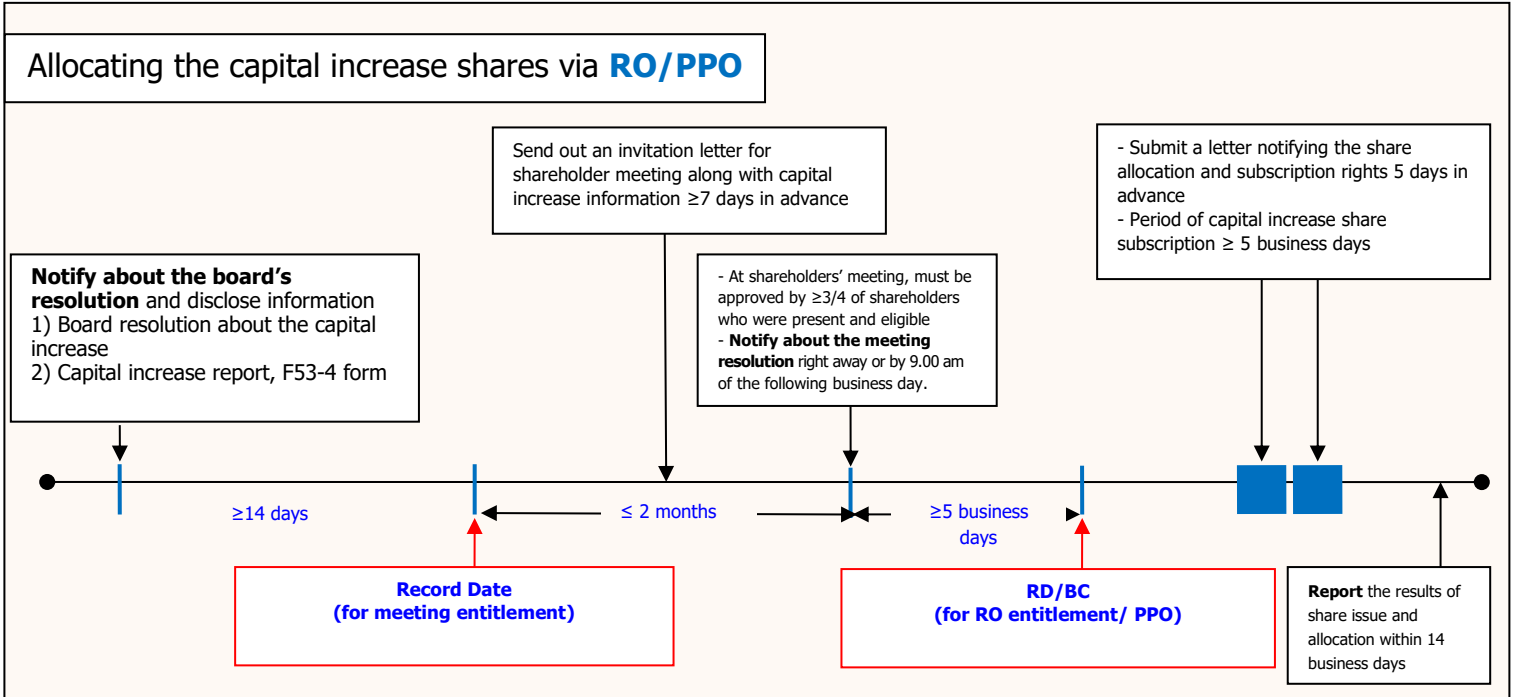 Allocating the capital increase shares via RO/PPO
Send out an invitation letter for
shareholder meeting along with capital
increase information ≥7 days in advance
- Submit a letter notifying the share
allocation and subscription rights 5 days in
advance
- Period of capital increase share
subscription ≥ 5 business days
Notify about the board's
resolution and disclose information
1) Board resolution about the capital
increase
2) Capital increase report, F53-4 form
- At shareholders' meeting, must be
approved by ≥3/4 of shareholders
who were present and eligible
- Notify about the meeting
resolution right away or by 9.00 am
of the following business day.
≥14 days
≤ 2 months
≥5 business
days
Record Date
(for meeting entitlement)
RD/BC
(for RO entitlement/ PPO)
Report the results of
share issue and
allocation within 14
business days